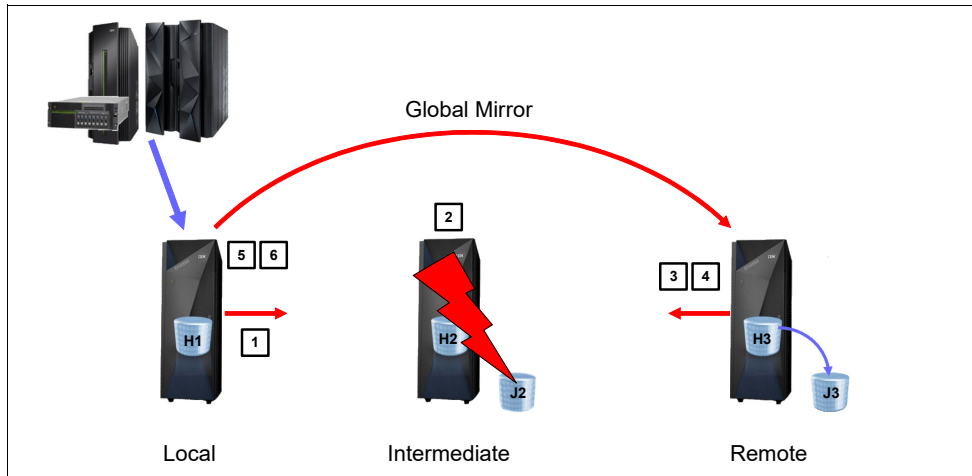 Global Mirror
2
5 6
3 4
1
H1
H2
H3
J2
J3
Local
Intermediate
Remote